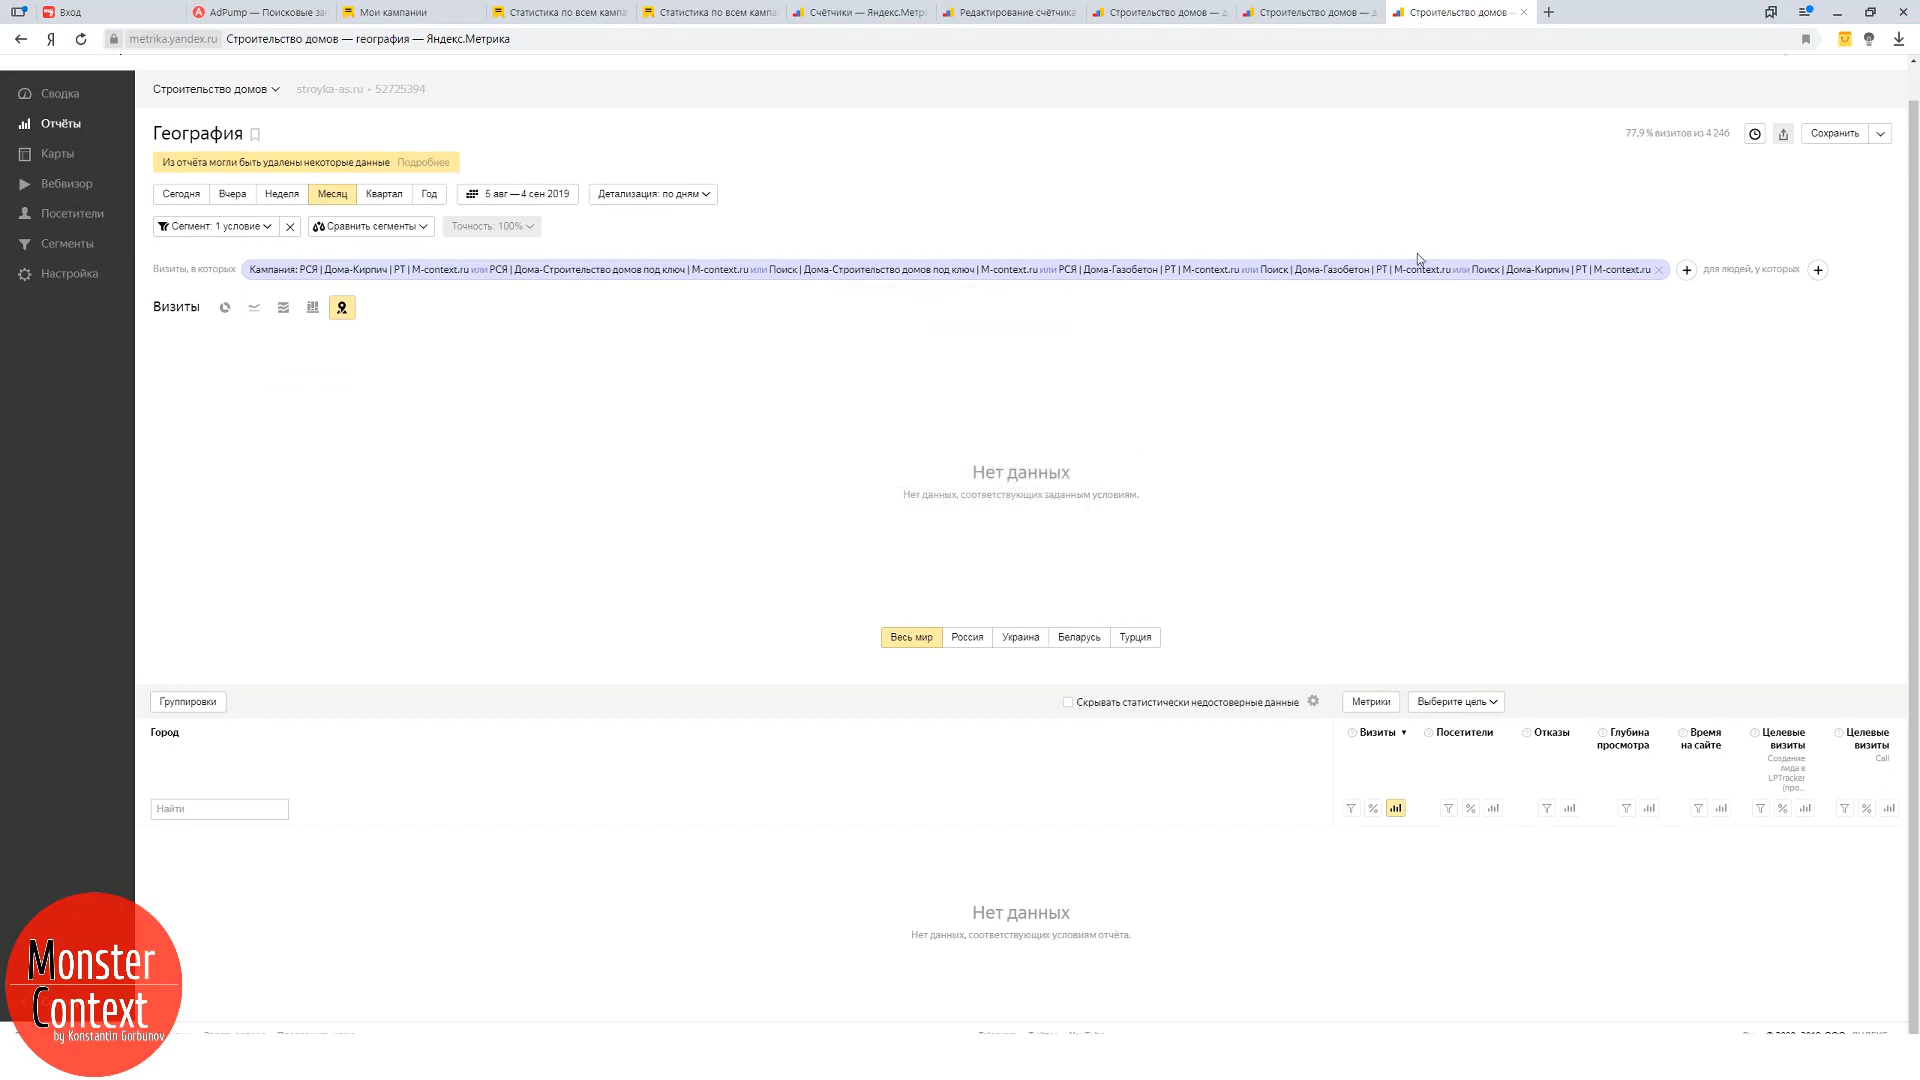 Вход
AdPump — Поисковые за
Мои кампании
Статистика по всем кампа
Статистика по всем кампа
Счётчики — Яндекс.Метри
Редактирование счётчика
Строительство домов — д
Строительство домов — д
Строительство домов —
Я
metrika.yandex.ru Строительство домов — география — Яндекс.Метрика
Строительство домов stroyka-as.ru • 52725394
Сводка
Отчёты
Карты
Вебвизор
Посетители
Сегменты
Настройка
География
77,9 % визитов из 4 246
Сохранить
Из отчёта могли быть удалены некоторые данные Подробнее
Сегодня Вчера Неделя Месяц Квартал Год 5 авг — 4 сен 2019 Детализация: по дням
Сегмент: 1 условие Сравнить сегменты Точность: 100%
Визиты, в которых Кампания: РСЯ | Дома-Кирпич | РТ | M-context.ru или РСЯ | Дома-Строительство домов под ключ | M-context.ru или Поиск | Дома-Строительство домов под ключ | M-context.ru или РСЯ | Дома-Газобетон | РТ | M-context.ru или Поиск | Дома-Газобетон | РТ | M-context.ru или Поиск | Дома-Кирпич | РТ | M-context.ru для людей, у которых
Визиты
Нет данных
Нет данных, соответствующих заданным условиям.
Весь мир Россия Украина Беларусь Турция
Группировки
Скрывать статистически недостоверные данные
Метрики Выберите цель
Город
Визиты
Посетители
Отказы
Глубина просмотра
Время на сайте
Целевые визиты
Создание лида в LPTracker (про...
Целевые визиты
Call
Найти
%
%
%
%
Нет данных
Нет данных, соответствующих условиям отчёта.
Monster
Context
by Konstantin Gorbunov